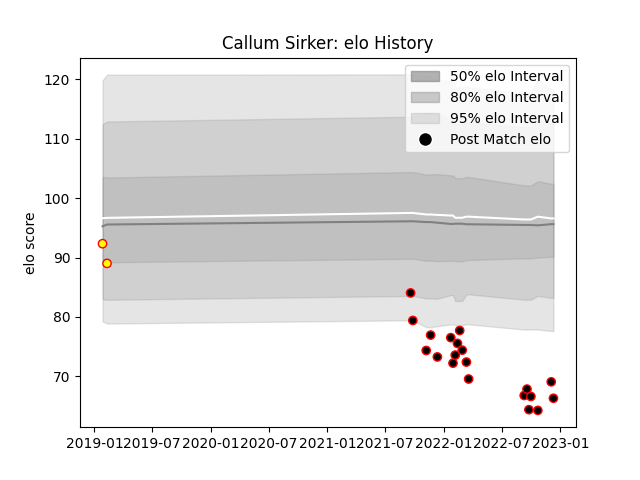 Callum Sirker: elo History
50% elo Interval
80% elo Interval
95% elo Interval
Post Match elo
elo score
120
110
100
90
80
70
2019-01 2019-07 2020-01 2020-07 2021-01 2021-07 2022-01 2022-07 2023-01